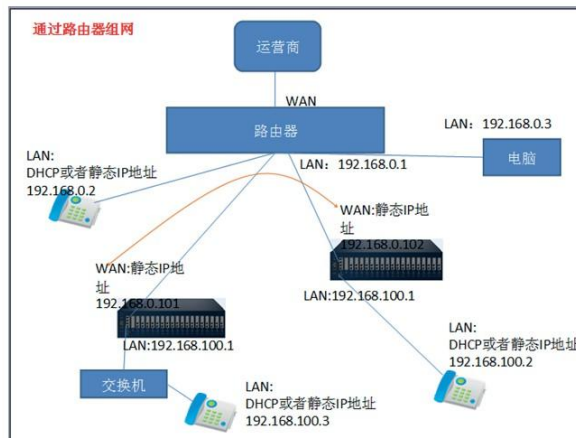 通过路由器组网
运营商
WAN
路由器
LAN：192.168.0.3
电脑
LAN：192.168.0.1
LAN:
DHCP或者静态IP地址
192.168.0.2
WAN:静态IP地
址
192.168.0.102
WAN:静态IP地
址
192.168.0.101
LAN:192.168.100.1
LAN:192.168.100.1
LAN:
DHCP或者静态IP地址
192.168.100.2
交换机
LAN:
DHCP或者静态IP地址
192.168.100.3